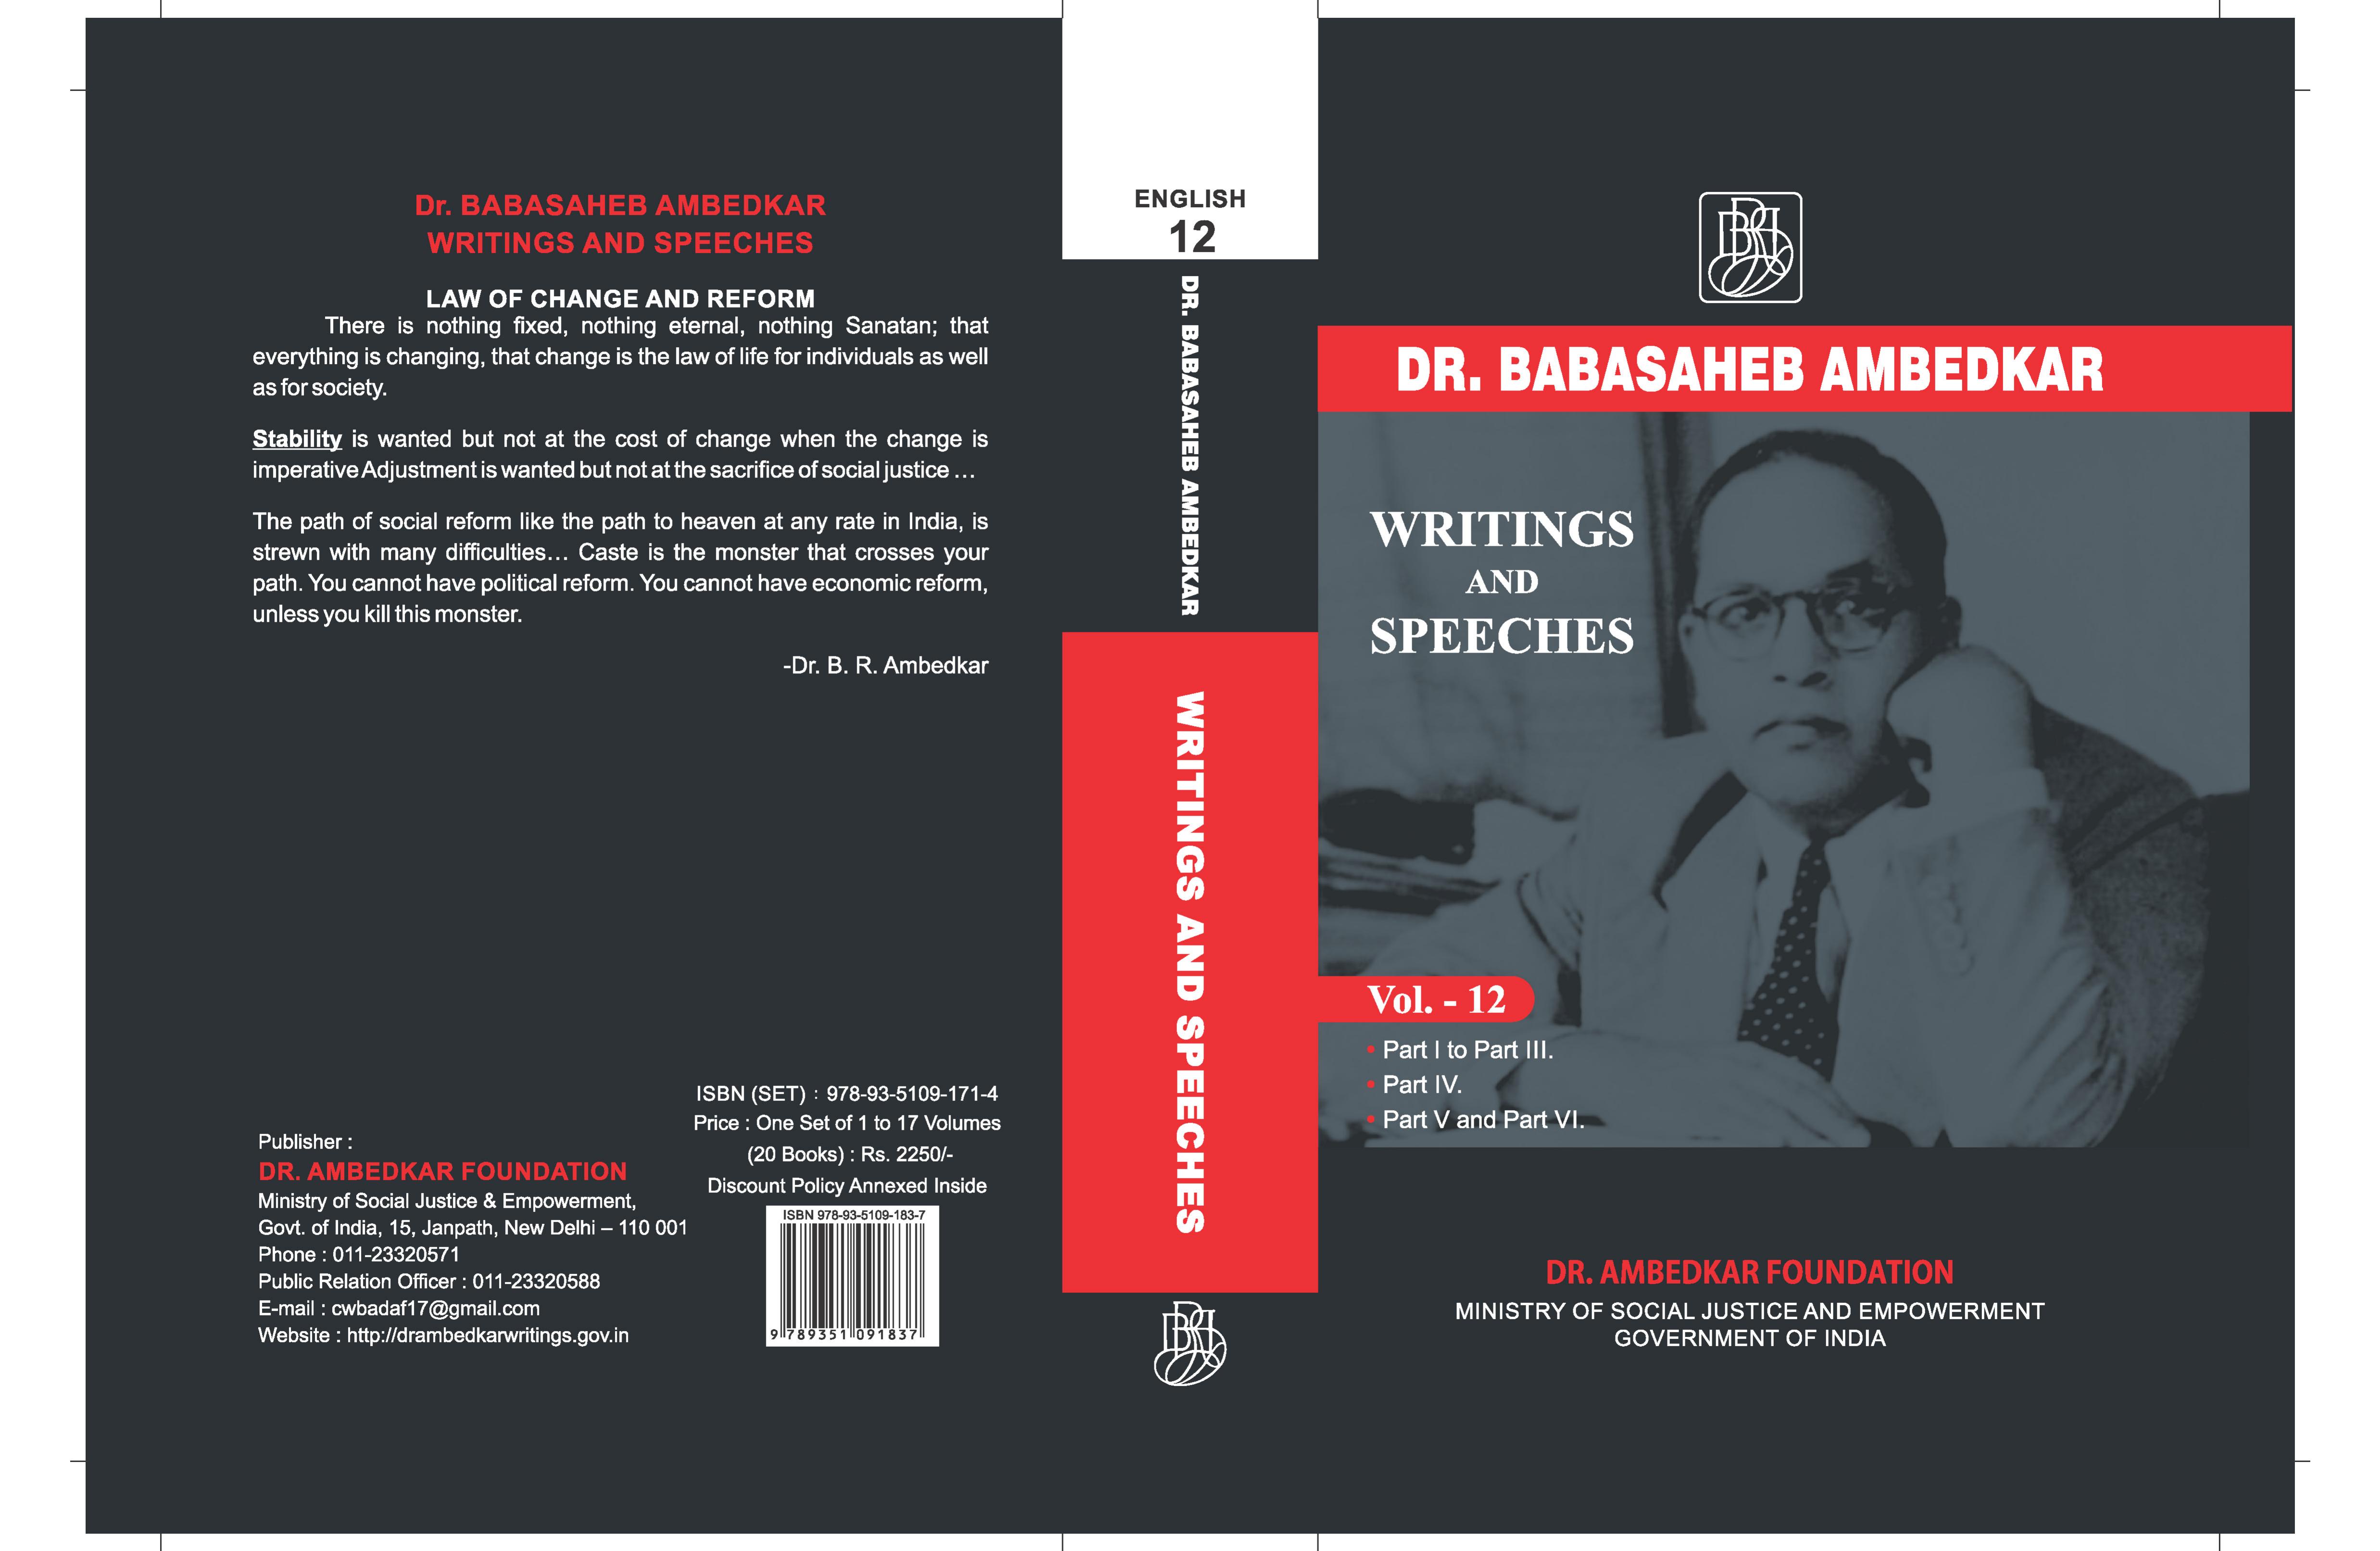 Dr. BABASAHEB AMBEDKAR
WRITINGS AND SPEECHES
LAW OF CHANGE AND REFORM
There is nothing fixed, nothing eternal, nothing Sanatan; that
everything is changing, that change is the law of life for individuals as well
as for society.
Stability is wanted but not at the cost of change when the change is
imperative Adjustment is wanted but not at the sacrifice of social justice ...
The path of social reform like the path to heaven at any rate in India, is
strewn with many difficulties... Caste is the monster that crosses your
path. You cannot have political reform. You cannot have economic reform,
unless you kill this monster.
-Dr. B. R. Ambedkar
Publisher :
DR. AMBEDKAR FOUNDATION
Ministry of Social Justice & Empowerment,
Govt. of India, 15, Janpath, New Delhi – 110 001
Phone : 011-23320571
Public Relation Officer : 011-23320588
E-mail : cwbadaf17@gmail.com
Website : http://drambedkarwritings.gov.in
ISBN (SET) : 978-93-5109-171-4
Price : One Set of 1 to 17 Volumes
(20 Books) : Rs. 2250/-
Discount Policy Annexed Inside
ISBN 978-93-5109-183-7
9 789351 091837
ENGLISH
12
DR. BABASAHEB AMBEDKAR
WRITINGS AND SPEECHES
DR. BABASAHEB AMBEDKAR
WRITINGS
AND
SPEECHES
Vol. - 12
• Part I to Part III.
• Part IV.
• Part V and Part VI.
DR. AMBEDKAR FOUNDATION
MINISTRY OF SOCIAL JUSTICE AND EMPOWERMENT
GOVERNMENT OF INDIA